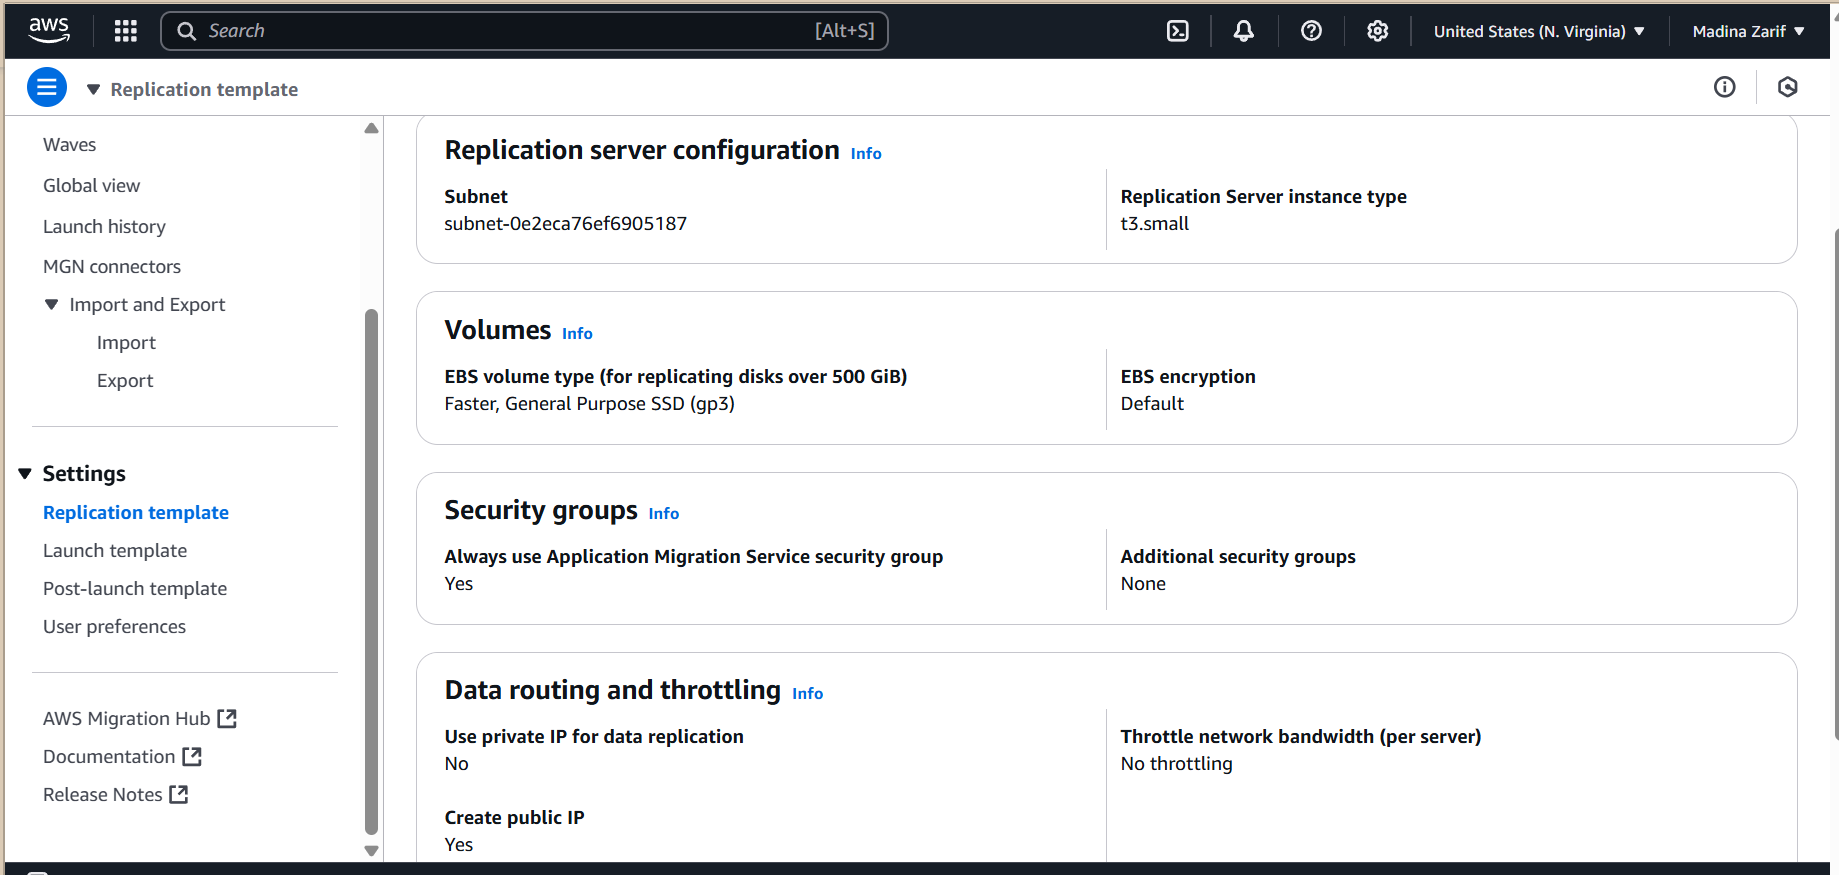 aws
Search
[Alt+S]
United States (N. Virginia)
Madina Zarif
Replication template
Waves
Global view
Launch history
MGN connectors
Import and Export
Import
Export
Settings
Replication template
Launch template
Post-launch template
User preferences
AWS Migration Hub
Documentation
Release Notes
Replication server configuration Info
Subnet
subnet-0e2eca76ef6905187
Replication Server instance type
t3.small
Volumes Info
EBS volume type (for replicating disks over 500 GiB)
Faster, General Purpose SSD (gp3)
EBS encryption
Default
Security groups Info
Always use Application Migration Service security group
Yes
Additional security groups
None
Data routing and throttling Info
Use private IP for data replication
No
Throttle network bandwidth (per server)
No throttling
Create public IP
Yes